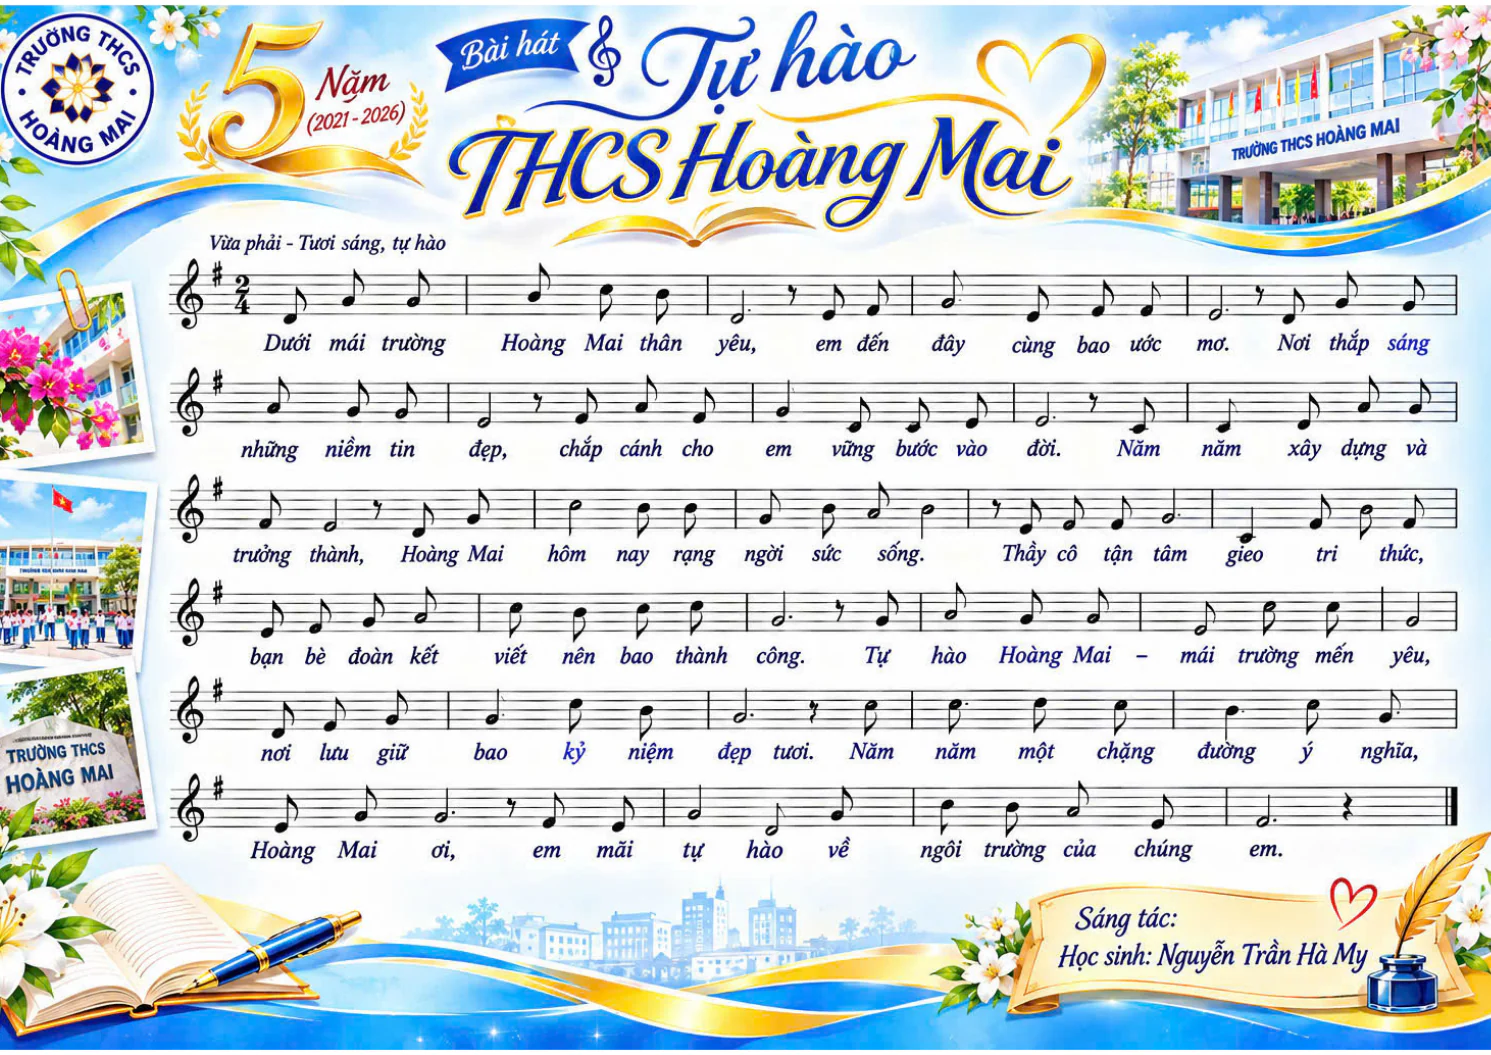 TRƯỜNG THCS
HOÀNG MAI
5 Năm
(2021 - 2026)
Bài hát
Tự hào
THCS Hoàng Mai
TRƯỜNG THCS HOÀNG MAI
Vừa phải - Tươi sáng, tự hào
2
4
Dưới mái trường Hoàng Mai thân yêu, em đến đây cùng bao ước mơ. Nơi thắp sáng
những niềm tin đẹp, chắp cánh cho em vững bước vào đời. Năm năm xây dựng và
trưởng thành, Hoàng Mai hôm nay rạng ngời sức sống. Thầy cô tận tâm gieo tri thức,
bạn bè đoàn kết viết nên bao thành công. Tự hào Hoàng Mai – mái trường mến yêu,
nơi lưu giữ bao kỷ niệm đẹp tươi. Năm năm một chặng đường ý nghĩa,
TRƯỜNG THCS
HOÀNG MAI
Hoàng Mai ơi, em mãi tự hào về ngôi trường của chúng em.
Sáng tác:
Học sinh: Nguyễn Trần Hà My